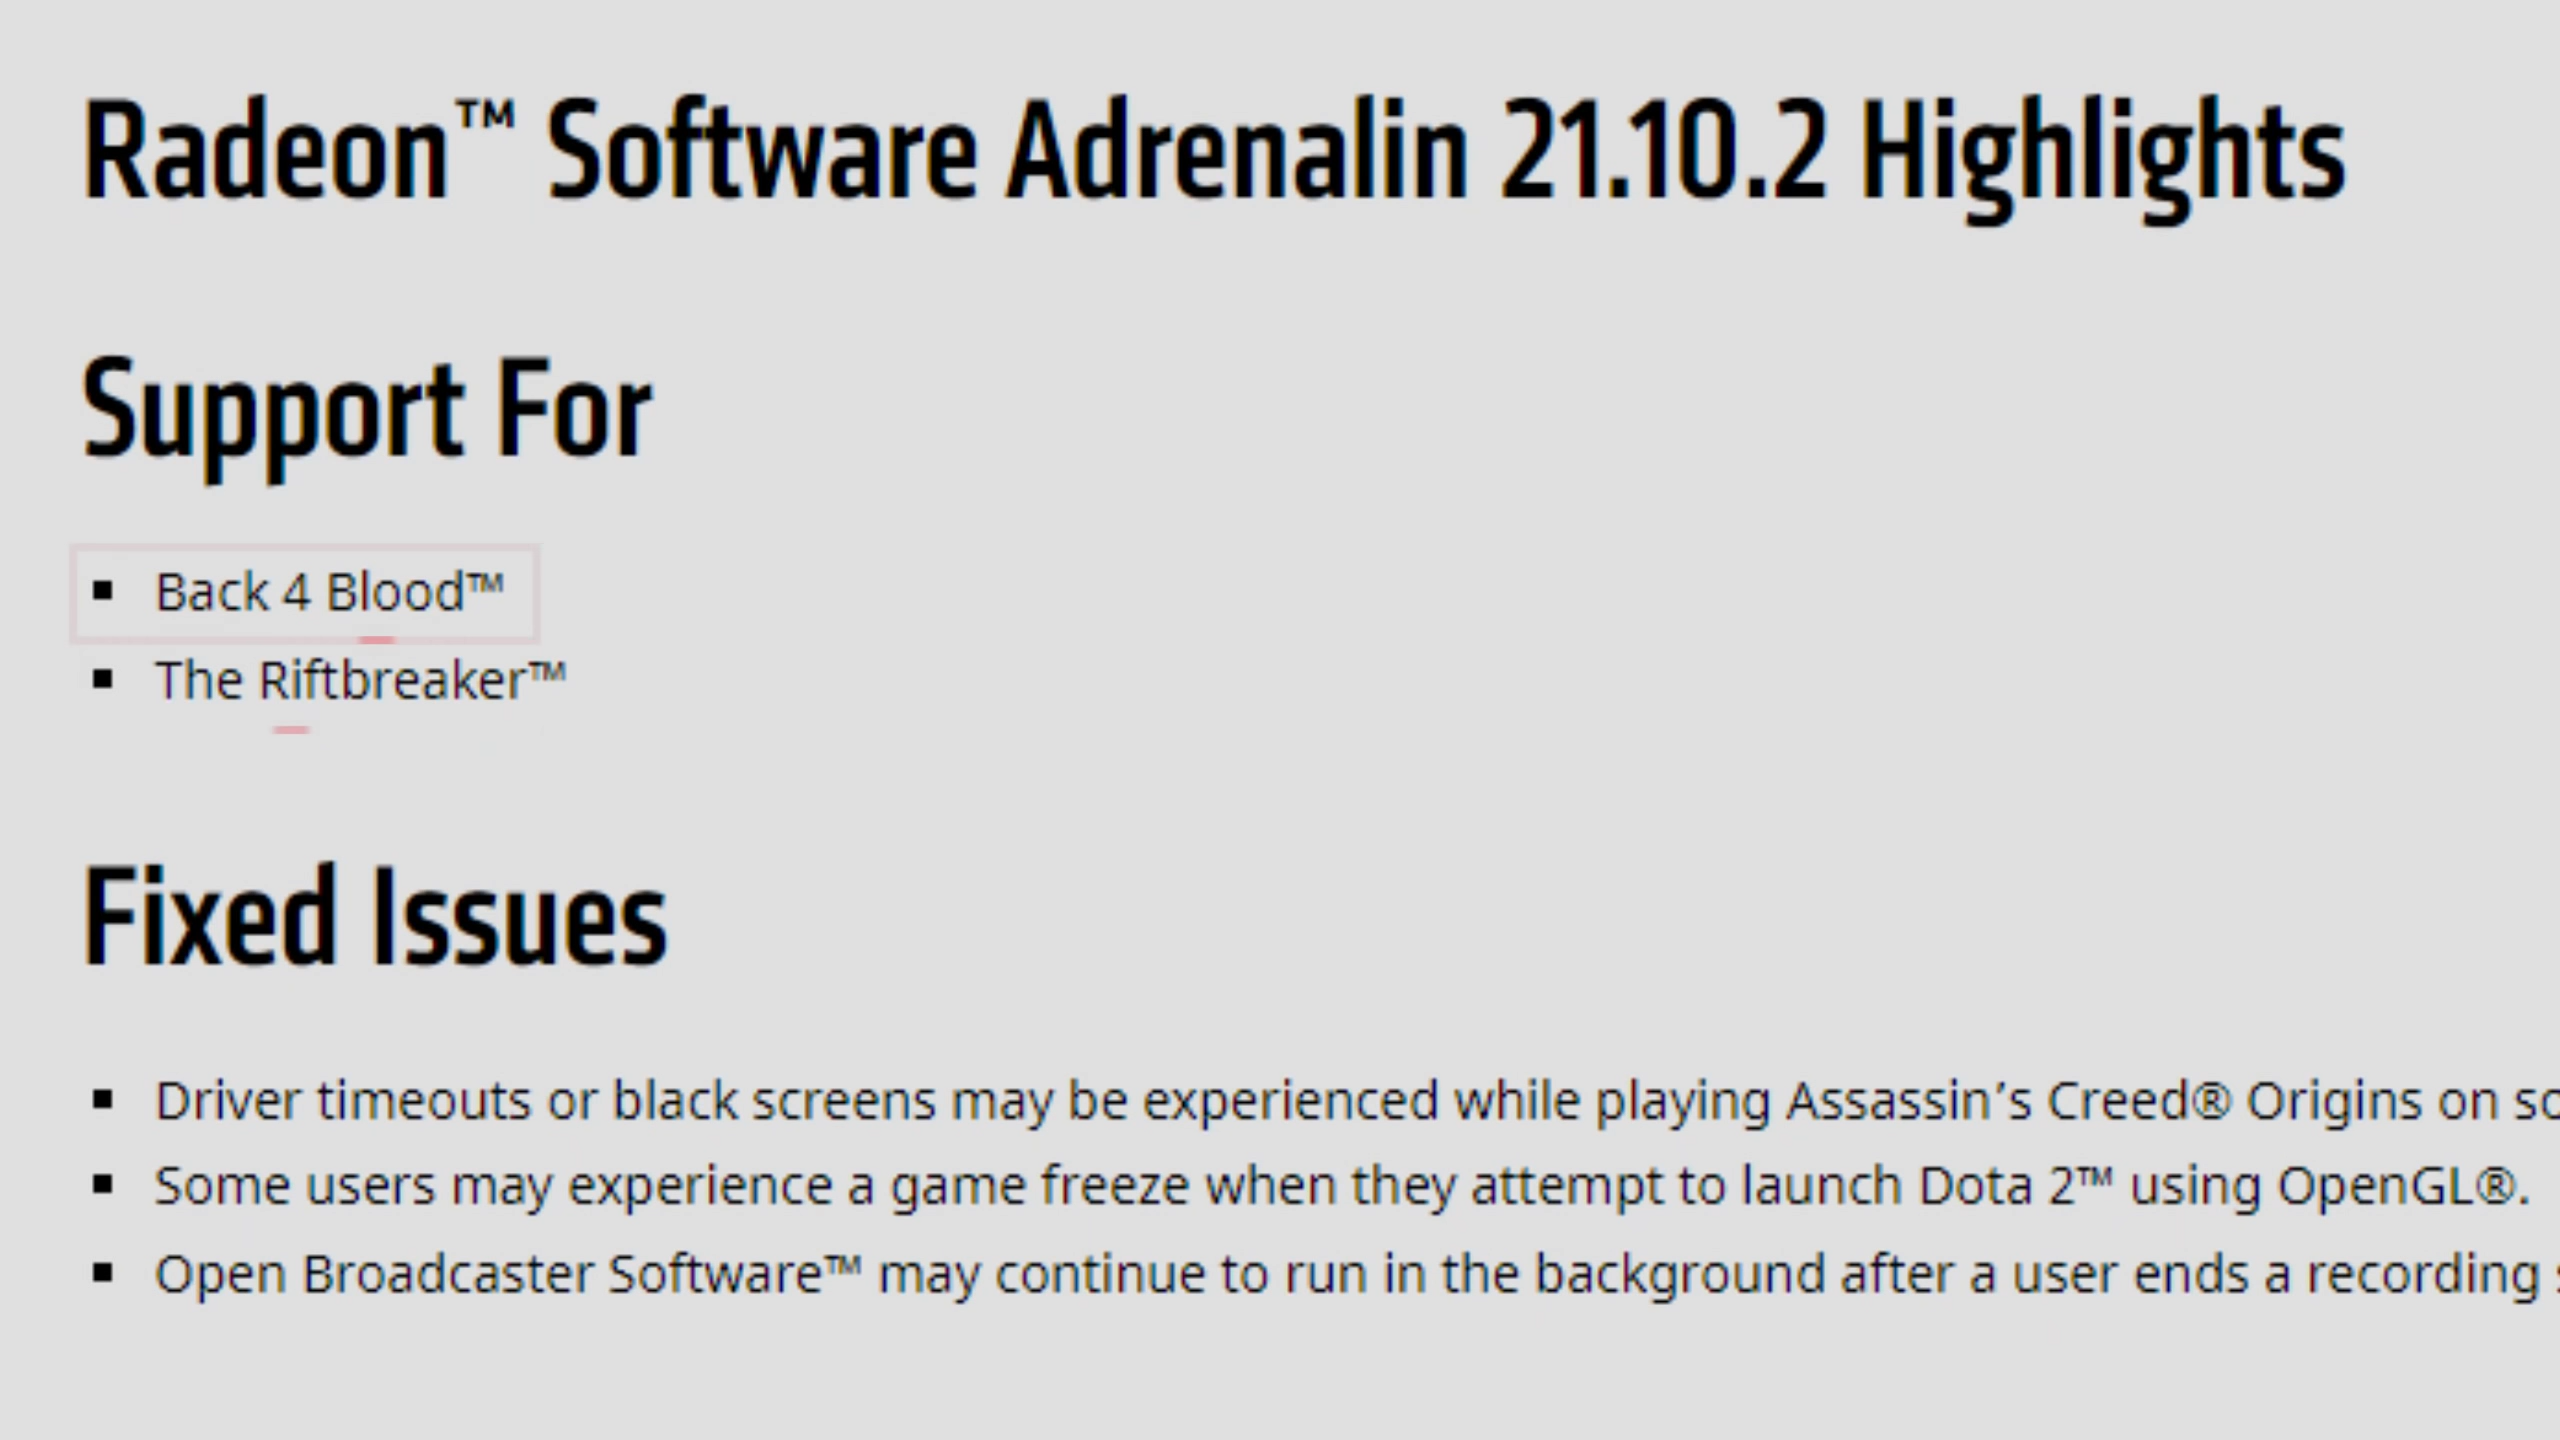 Radeon™ Software Adrenalin 21.10.2 Highlights
Support For
▪ Back 4 Blood™
▪ The Riftbreaker™
Fixed Issues
▪ Driver timeouts or black screens may be experienced while playing Assassin’s Creed® Origins on
▪ Some users may experience a game freeze when they attempt to launch Dota 2™ using OpenGL®.
▪ Open Broadcaster Software™ may continue to run in the background after a user ends a recording